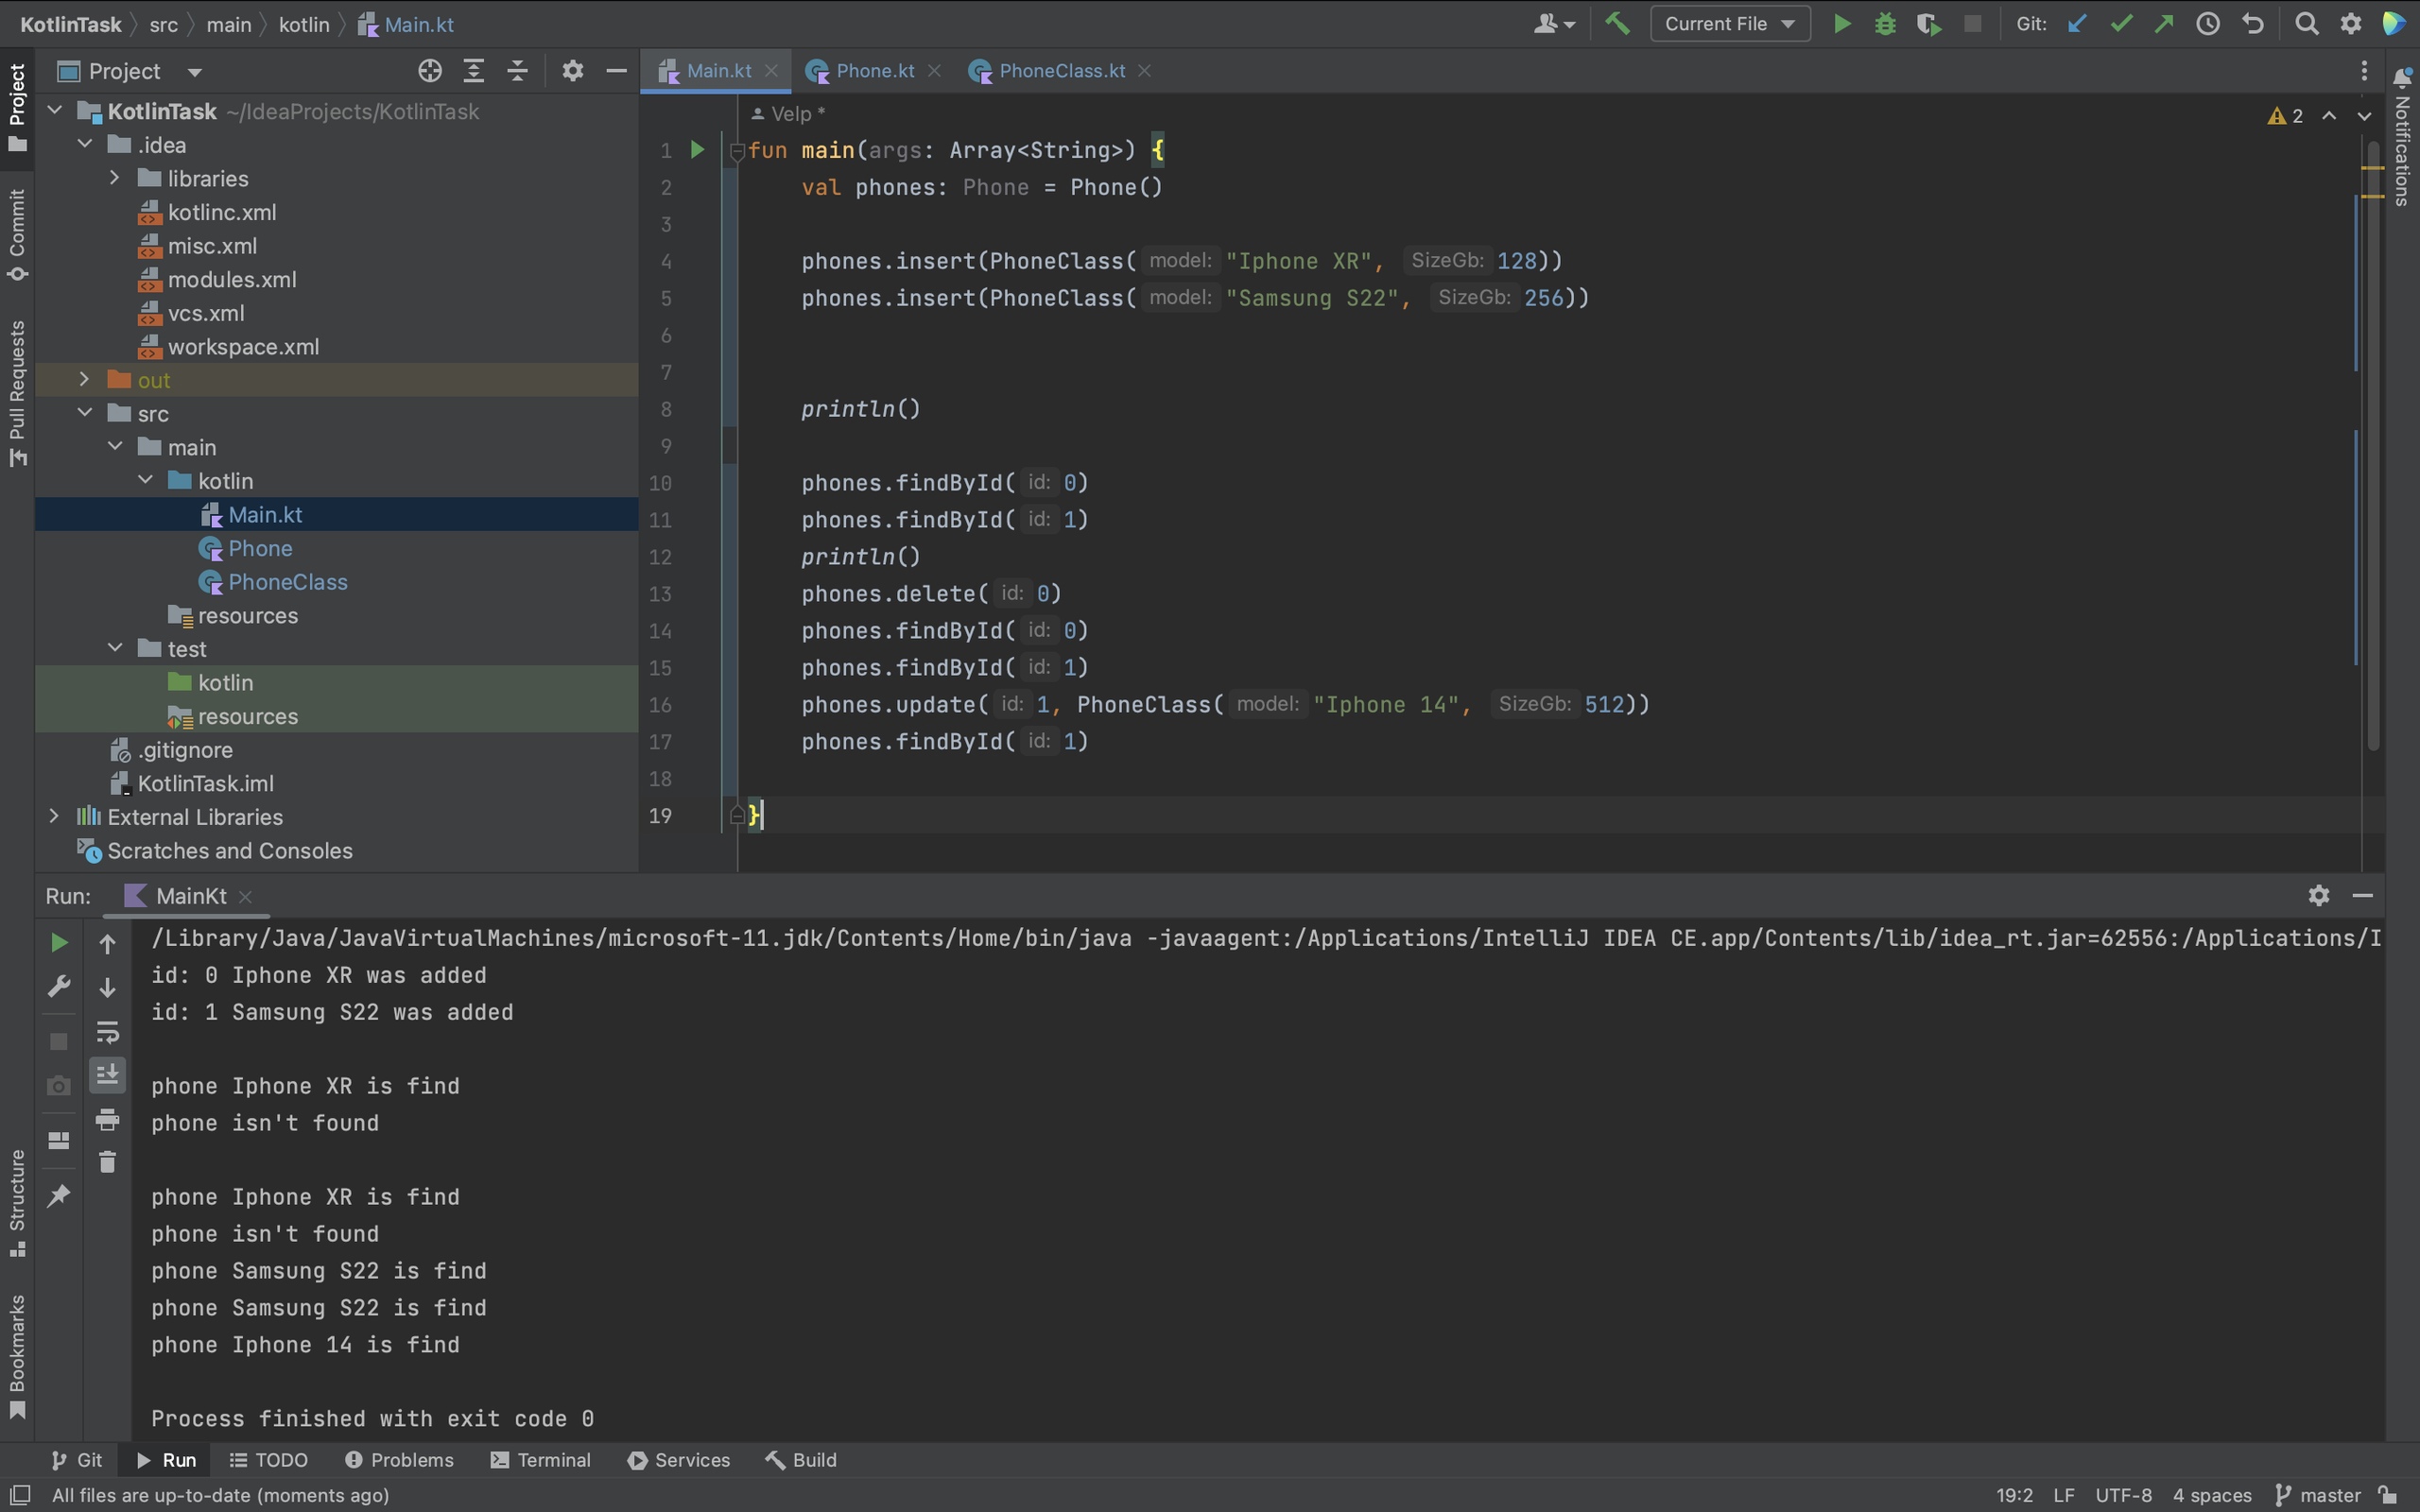 KotlinTask src main kotlin Main.kt Current File Git:
Project
Main.kt Phone.kt PhoneClass.kt
KotlinTask ~/IdeaProjects/KotlinTask
.idea
libraries
kotlinc.xml
misc.xml
modules.xml
vcs.xml
workspace.xml
out
src
main
kotlin
Main.kt
Phone
PhoneClass
resources
test
kotlin
resources
.gitignore
KotlinTask.iml
External Libraries
Scratches and Consoles
Project
Commit
Pull Requests
Structure
Bookmarks
Notifications
Velp *
2
1 fun main(args: Array<String>) {
2 val phones: Phone = Phone()
3
4 phones.insert(PhoneClass( model: "Iphone XR", SizeGb: 128))
5 phones.insert(PhoneClass( model: "Samsung S22", SizeGb: 256))
6
7
8 println()
9
10 phones.findById( id: 0)
11 phones.findById( id: 1)
12 println()
13 phones.delete( id: 0)
14 phones.findById( id: 0)
15 phones.findById( id: 1)
16 phones.update( id: 1, PhoneClass( model: "Iphone 14", SizeGb: 512))
17 phones.findById( id: 1)
18
19 }
Run: MainKt
/Library/Java/JavaVirtualMachines/microsoft-11.jdk/Contents/Home/bin/java -javaagent:/Applications/IntelliJ IDEA CE.app/Contents/lib/idea_rt.jar=62556:/Applications/I
id: 0 Iphone XR was added
id: 1 Samsung S22 was added
phone Iphone XR is find
phone isn't found
phone Iphone XR is find
phone isn't found
phone Samsung S22 is find
phone Samsung S22 is find
phone Iphone 14 is find
Process finished with exit code 0
Git Run TODO Problems Terminal Services Build
All files are up-to-date (moments ago) 19:2 LF UTF-8 4 spaces master